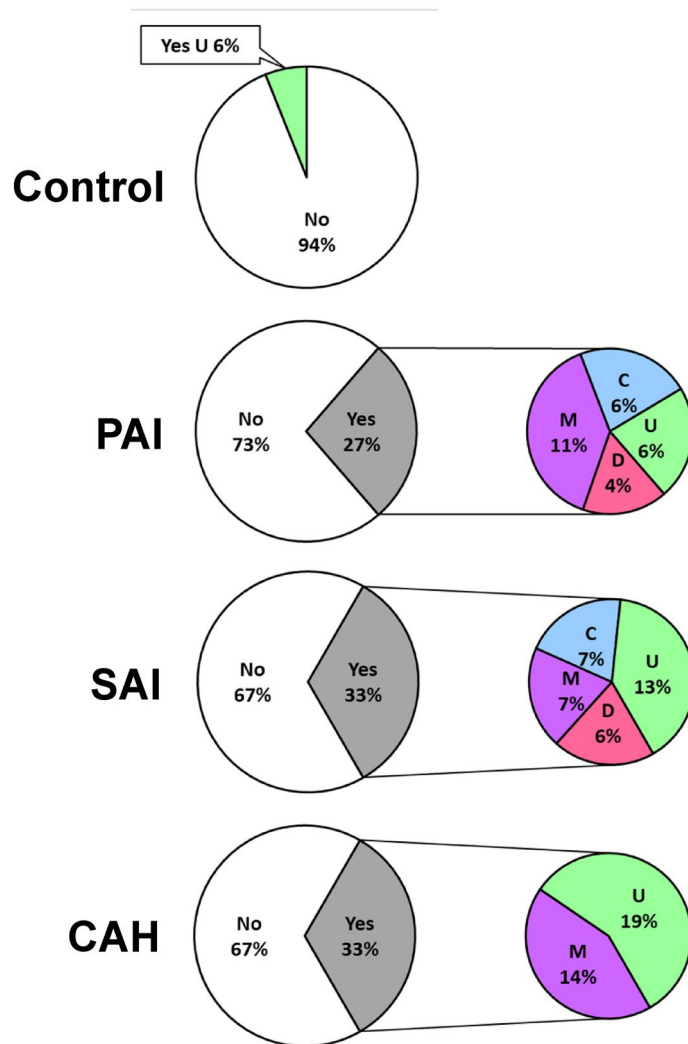 Yes U 6%
Control
No
94%
PAI
No
73%
Yes
27%
C
6%
M
11%
U
6%
D
4%
SAI
No
67%
Yes
33%
C
7%
U
13%
M
7%
D
6%
CAH
No
67%
Yes
33%
U
19%
M
14%